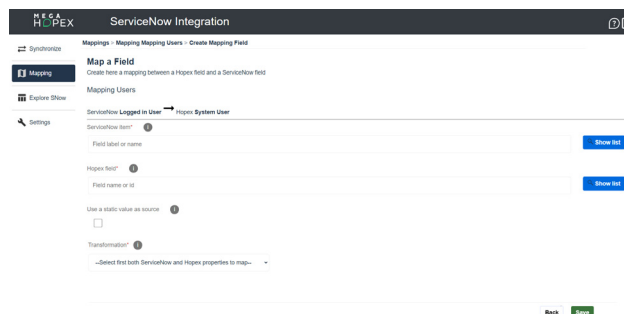 MEGA
HOPEX
ServiceNow Integration
Synchronize
Mappings > Mapping Mapping Users > Create Mapping Field
Mapping
Map a Field
Create here a mapping between a Hopex field and a ServiceNow field
Explore SNow
Mapping Users
Settings
ServiceNow Logged in User → Hopex System User
ServiceNow item*
Field label or name
Show list
Hopex field*
Field name or id
Show list
Use a static value as source
Transformation*
--Select first both ServiceNow and Hopex properties to map--
Back Save